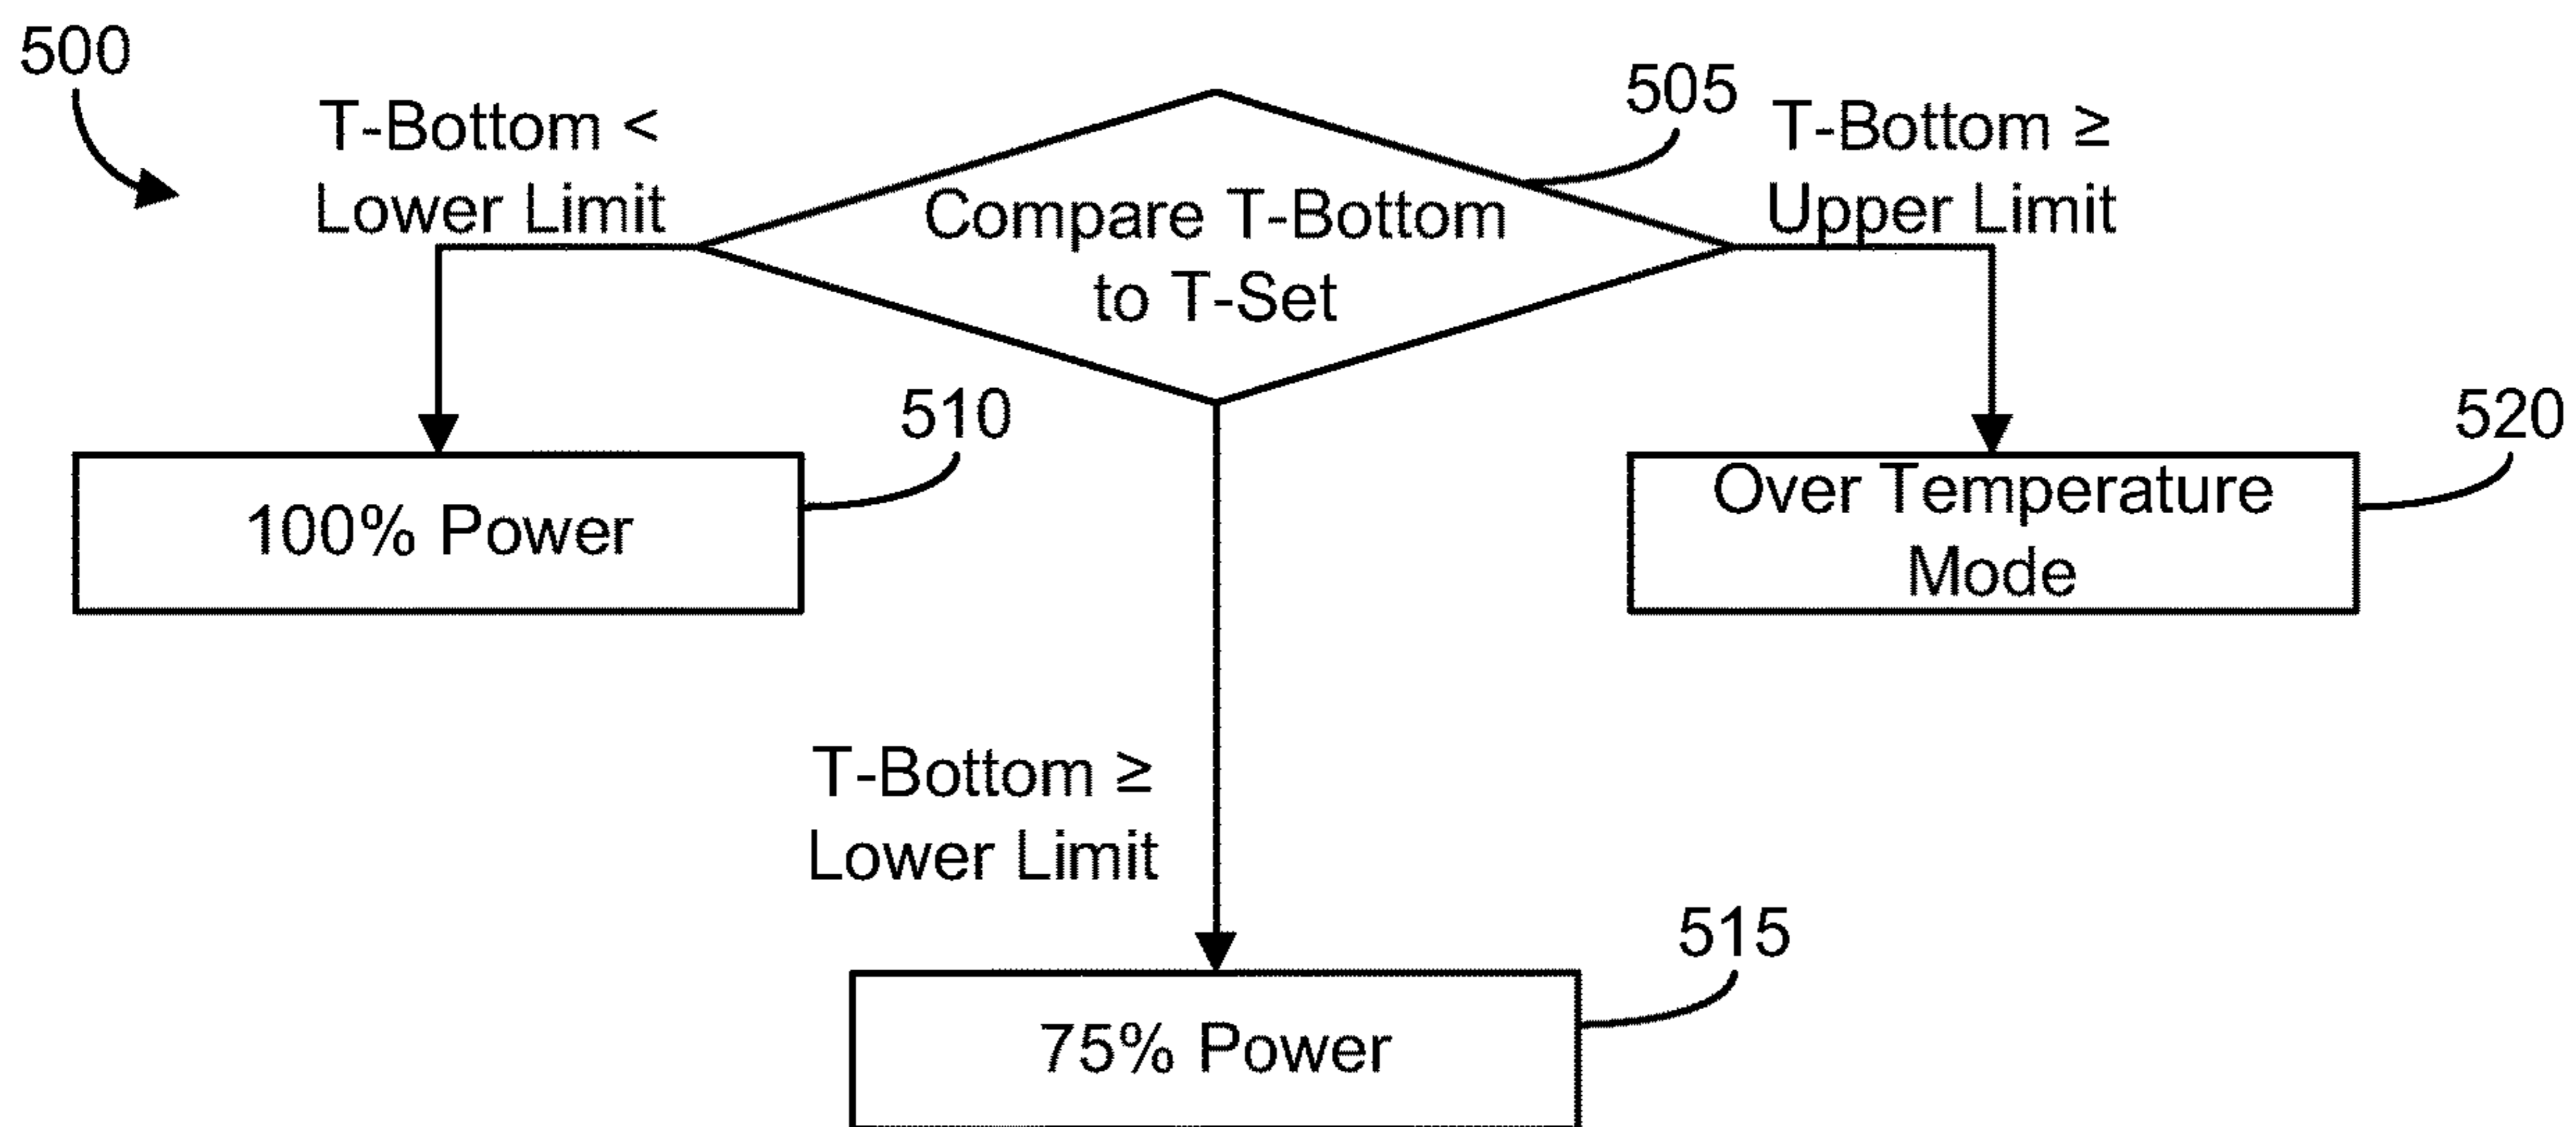 500
T-Bottom <
Lower Limit
505
T-Bottom ≥
Upper Limit
Compare T-Bottom
to T-Set
510
100% Power
520
Over Temperature
Mode
T-Bottom ≥
Lower Limit
515
75% Power